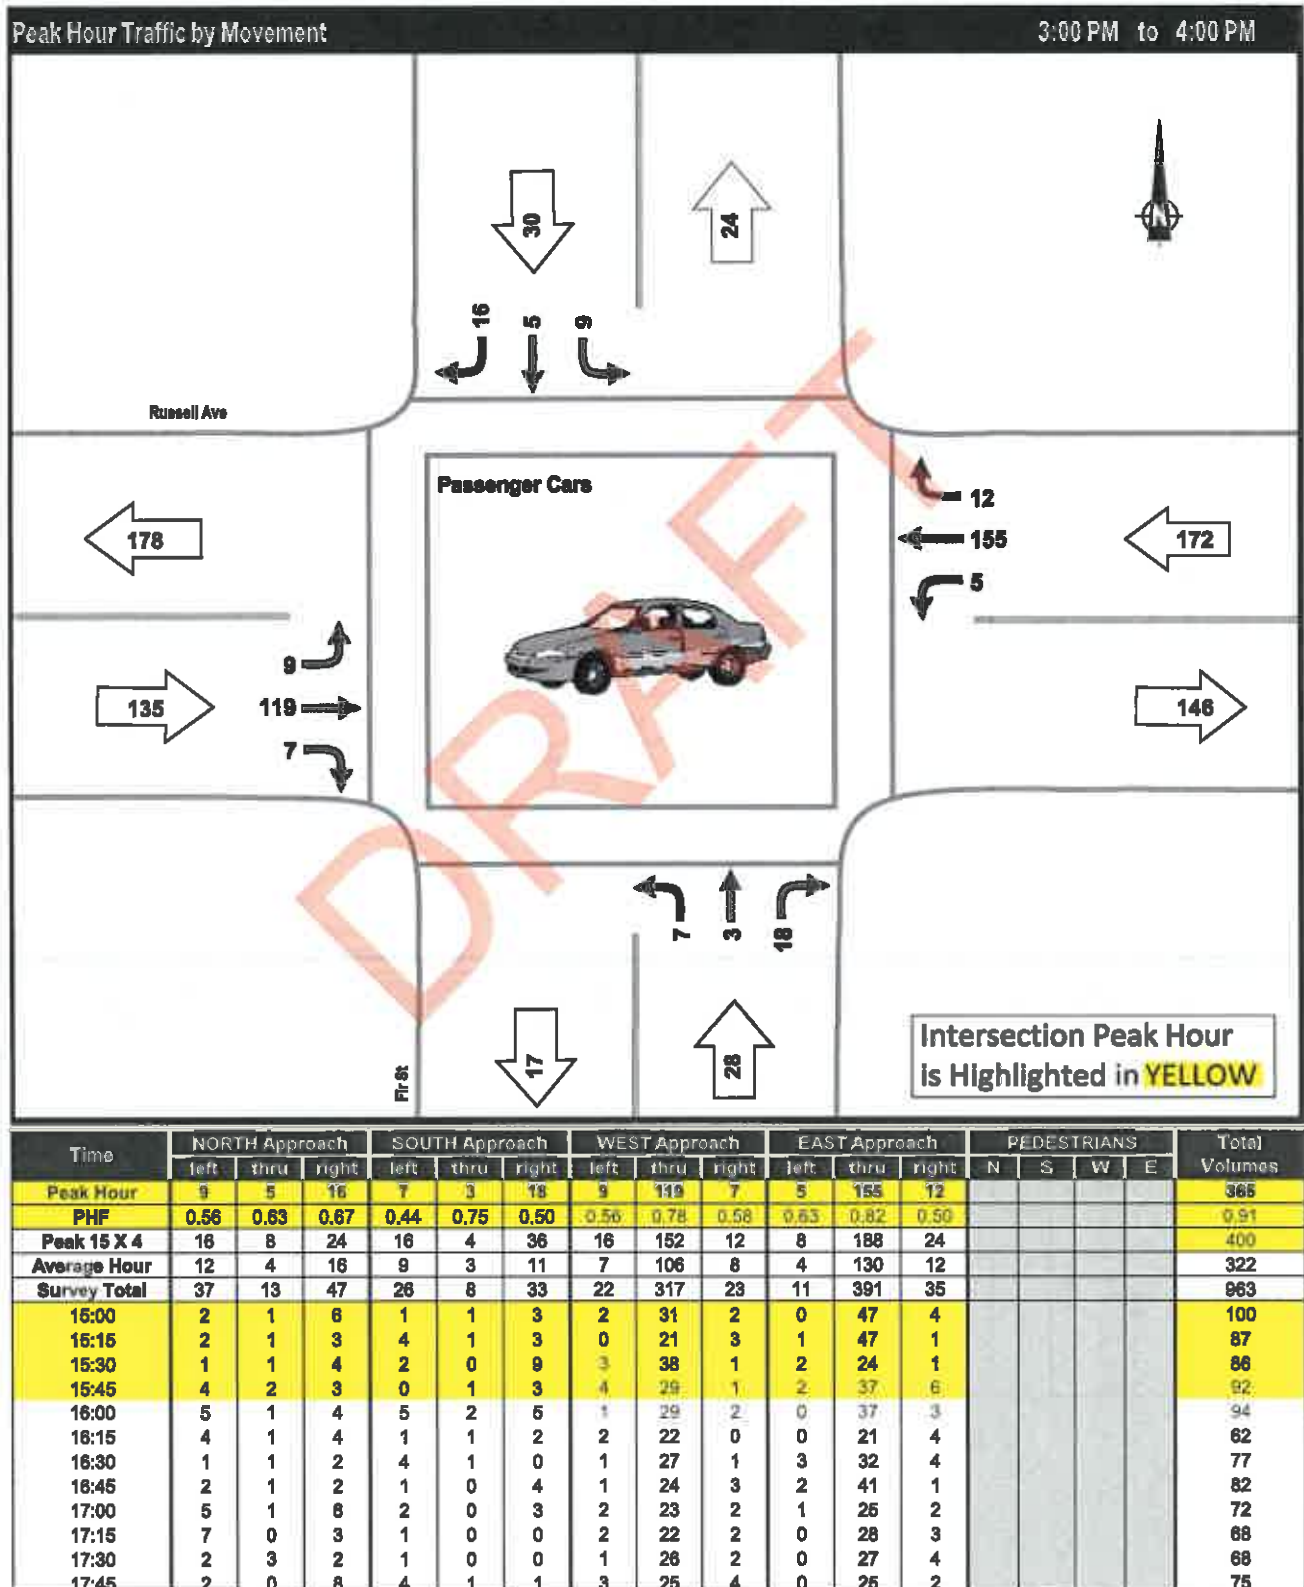 Peak Hour Traffic by Movement 3:00 PM to 4:00 PM
30
24
16 5 9
Russell Ave
Passenger Cars
12
178
155
172
5
9
135
119
146
7
7 3 18
17
28
Fir St
Intersection Peak Hour
is Highlighted in YELLOW
DRAFT
Time NORTH Approach SOUTH Approach WEST Approach EAST Approach PEDESTRIANS Total
left thru right left thru right left thru right left thru right N S W E Volumes
Peak Hour 9 5 16 7 3 18 9 119 7 5 155 12 365
PHF 0.56 0.63 0.67 0.44 0.75 0.50 0.56 0.78 0.58 0.63 0.82 0.50 0.91
Peak 15 X 4 16 8 24 16 4 36 16 152 12 8 188 24 400
Average Hour 12 4 16 9 3 11 7 106 8 4 130 12 322
Survey Total 37 13 47 26 8 33 22 317 23 11 391 35 963
15:00 2 1 6 1 1 3 2 31 2 0 47 4 100
15:15 2 1 3 4 1 3 0 21 3 1 47 1 87
15:30 1 1 4 2 0 9 3 38 1 2 24 1 86
15:45 4 2 3 0 1 3 4 29 1 2 37 6 92
16:00 5 1 4 5 2 5 1 29 2 0 37 3 94
16:15 4 1 4 1 1 2 2 22 0 0 21 4 62
16:30 1 1 2 4 1 0 1 27 1 3 32 4 77
16:45 2 1 2 1 0 4 1 24 3 2 41 1 82
17:00 5 1 6 2 0 3 2 23 2 1 25 2 72
17:15 7 0 3 1 0 0 2 22 2 0 28 3 68
17:30 2 3 2 1 0 0 1 26 2 0 27 4 68
17:45 2 0 8 4 1 1 3 25 4 0 25 2 75